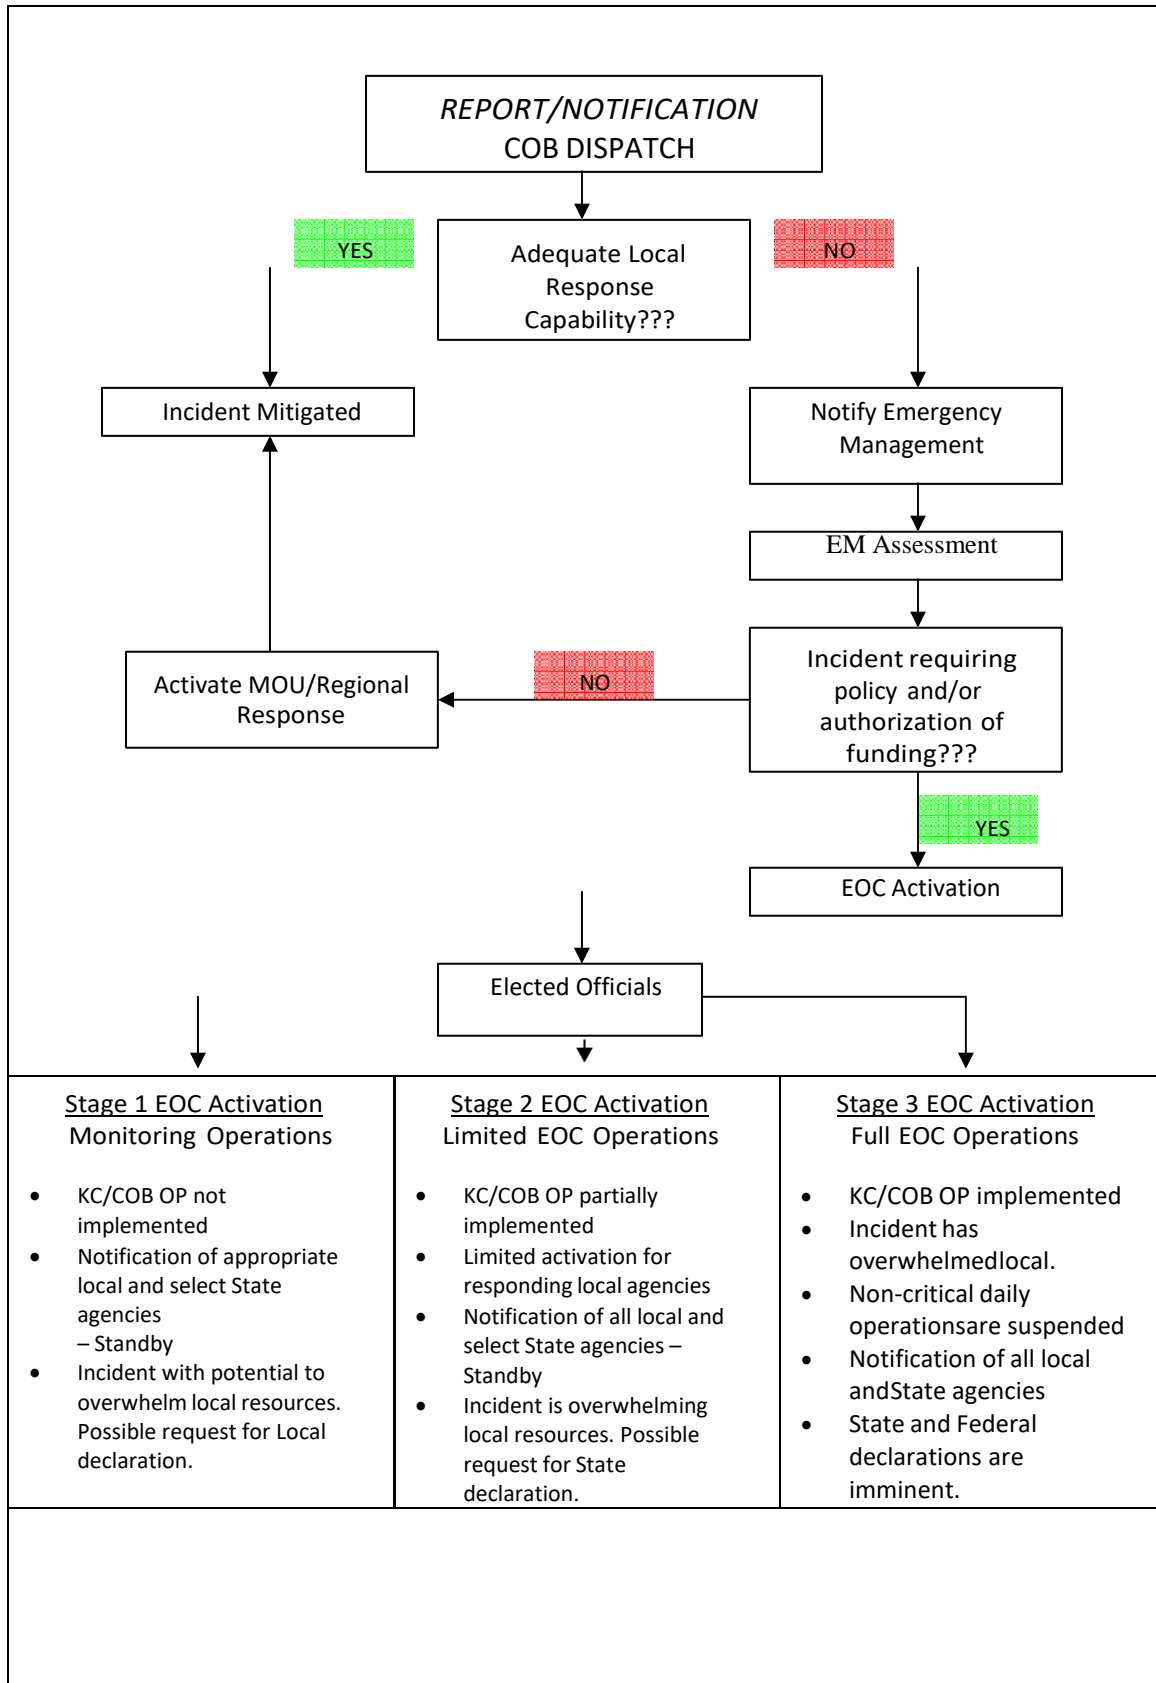 REPORT/NOTIFICATION
COB DISPATCH
YES
Adequate Local
Response
Capability???
NO
Incident Mitigated
Notify Emergency
Management
EM Assessment
Incident requiring
policy and/or
authorization of
funding???
NO
Activate MOU/Regional
Response
YES
EOC Activation
Elected Officials
Stage 1 EOC Activation
Monitoring Operations
• KC/COB OP not
implemented
• Notification of appropriate
local and select State
agencies
– Standby
• Incident with potential to
overwhelm local resources.
Possible request for Local
declaration.
Stage 2 EOC Activation
Limited EOC Operations
• KC/COB OP partially
implemented
• Limited activation for
responding local agencies
• Notification of all local and
select State agencies –
Standby
• Incident is overwhelming
local resources. Possible
request for State
declaration.
Stage 3 EOC Activation
Full EOC Operations
• KC/COB OP implemented
• Incident has
overwhelmedlocal.
• Non-critical daily
operationsare suspended
• Notification of all local
andState agencies
• State and Federal
declarations are
imminent.